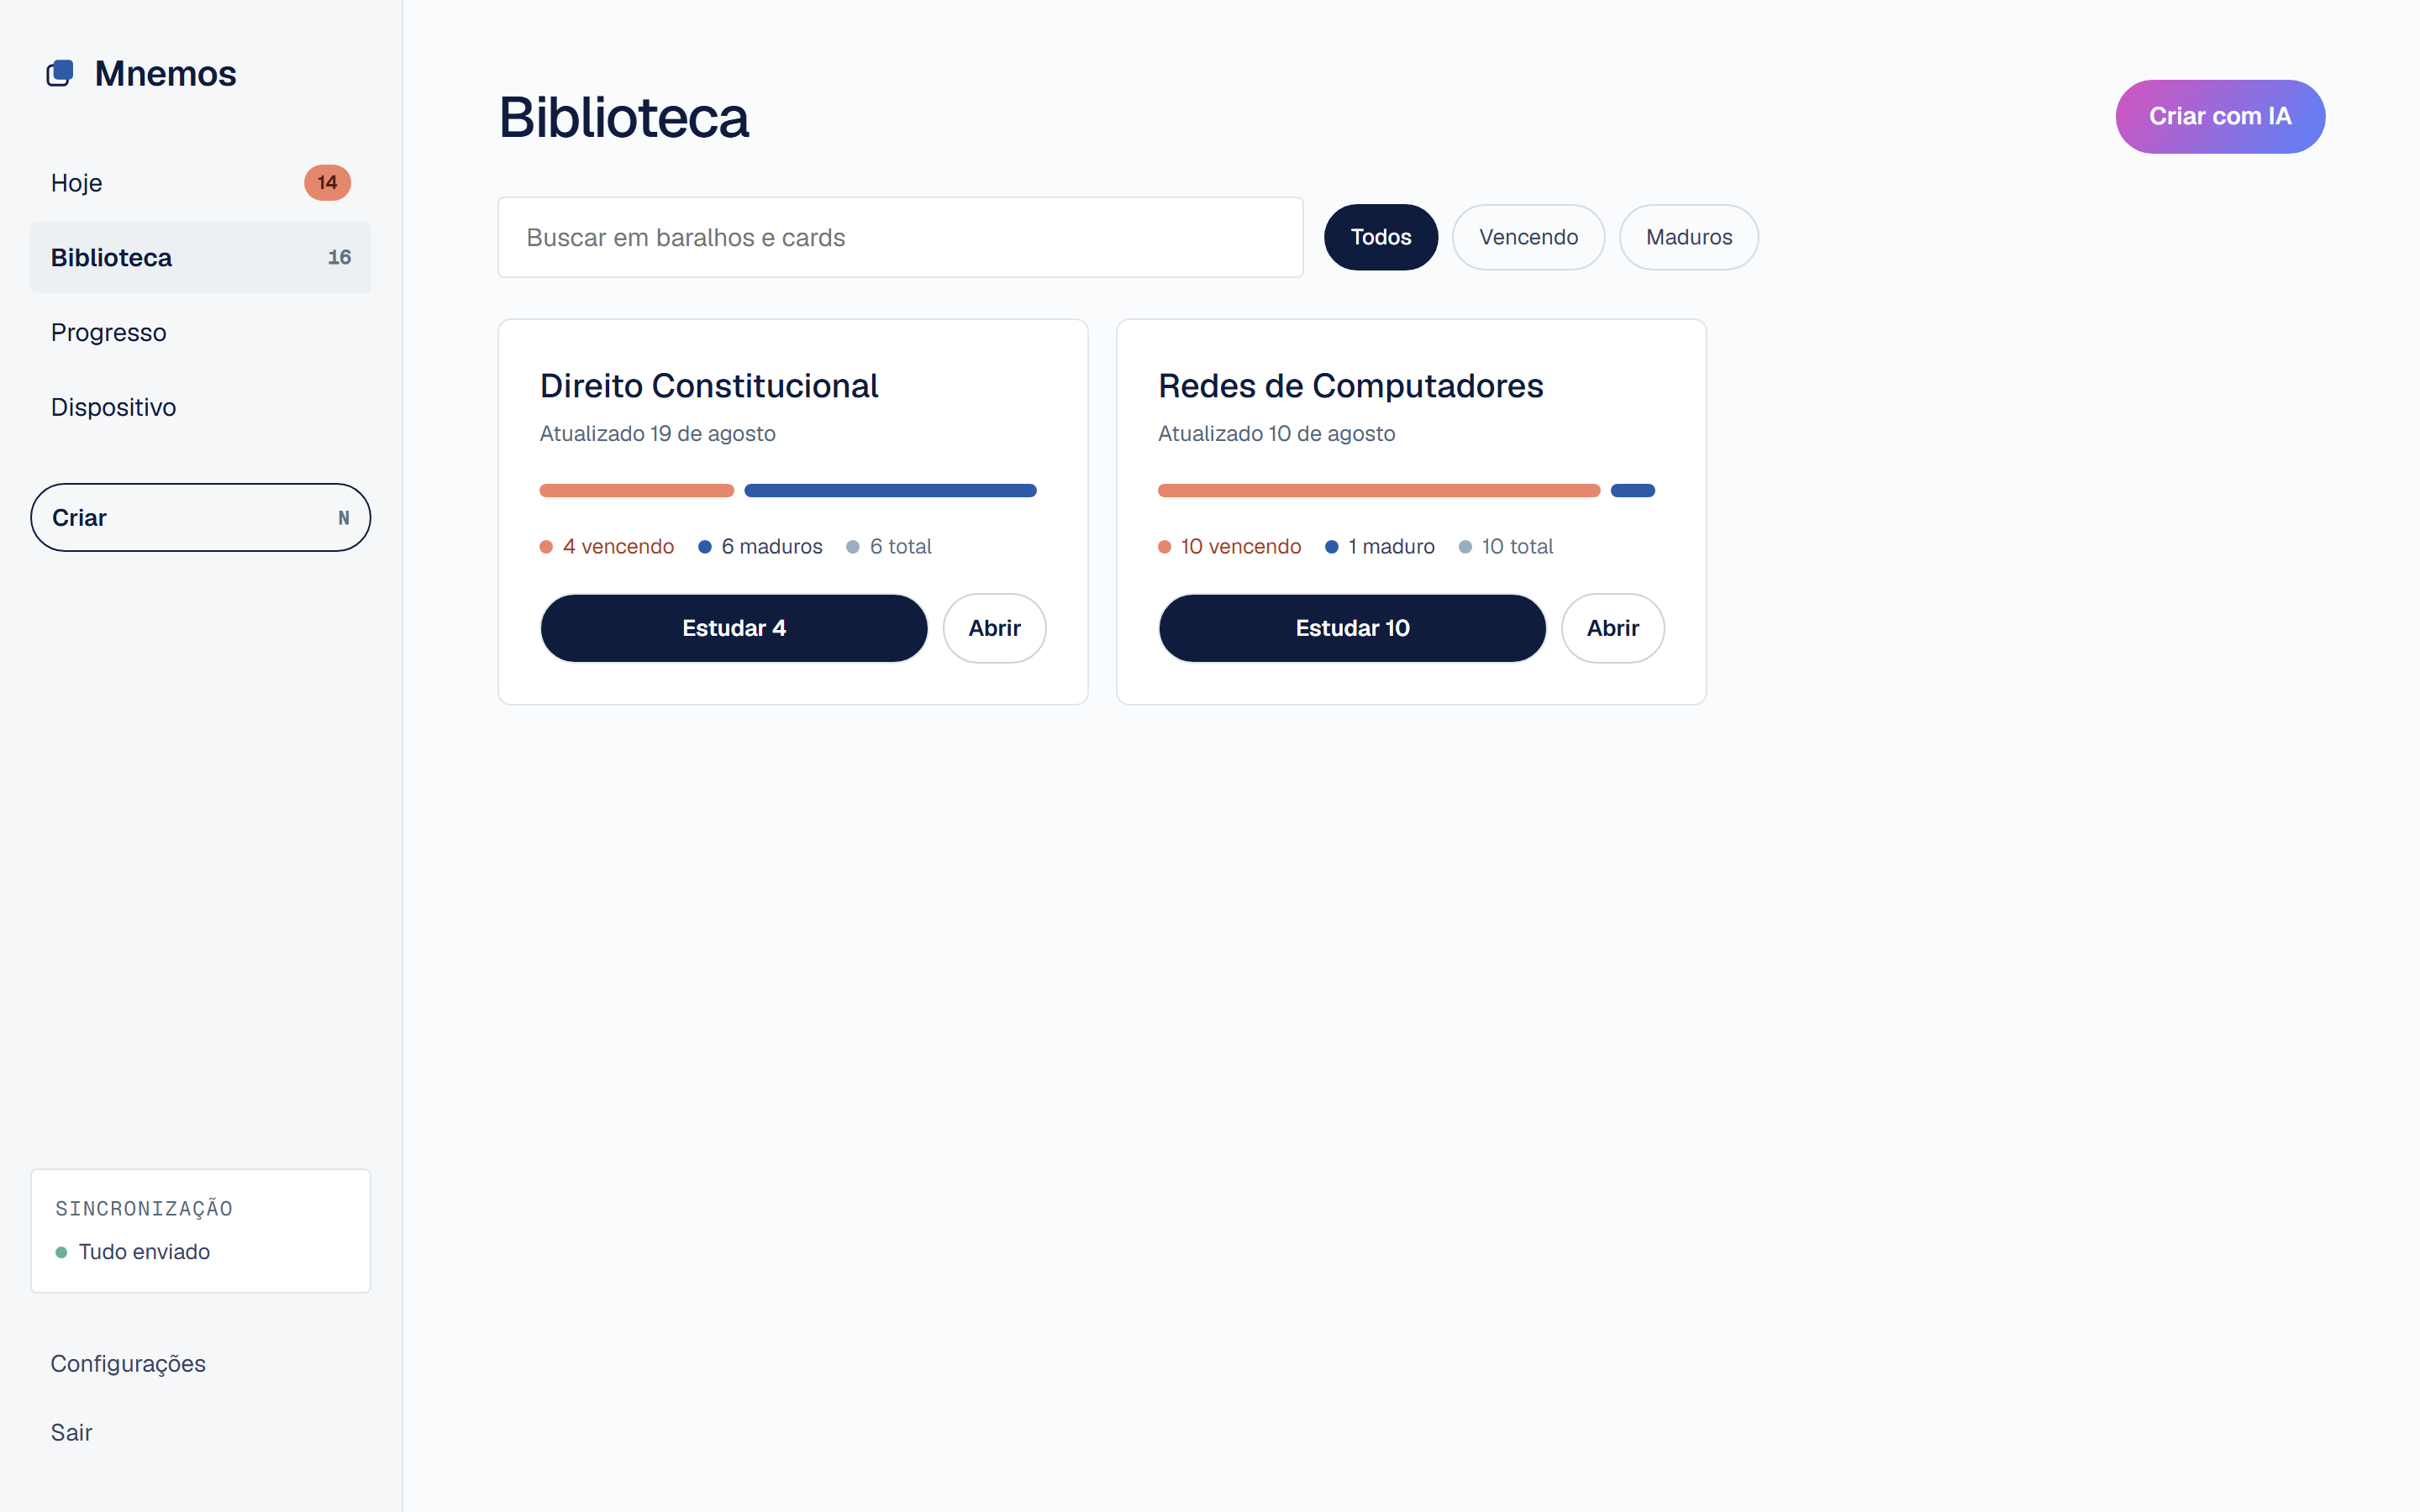 Mnemos
Hoje 14
Biblioteca 16
Progresso
Dispositivo
Criar N
SINCRONIZAÇÃO
Tudo enviado
Configurações
Sair
Biblioteca
Criar com IA
Buscar em baralhos e cards
Todos Vencendo Maduros
Direito Constitucional
Atualizado 19 de agosto
4 vencendo 6 maduros 6 total
Estudar 4 Abrir
Redes de Computadores
Atualizado 10 de agosto
10 vencendo 1 maduro 10 total
Estudar 10 Abrir